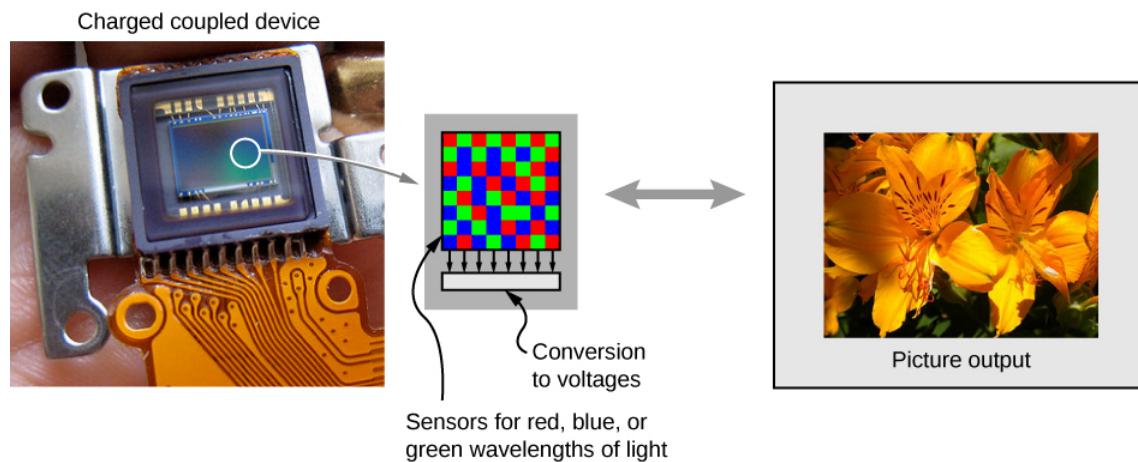 Charged coupled device
Conversion
to voltages
Sensors for red, blue, or
green wavelengths of light
Picture output